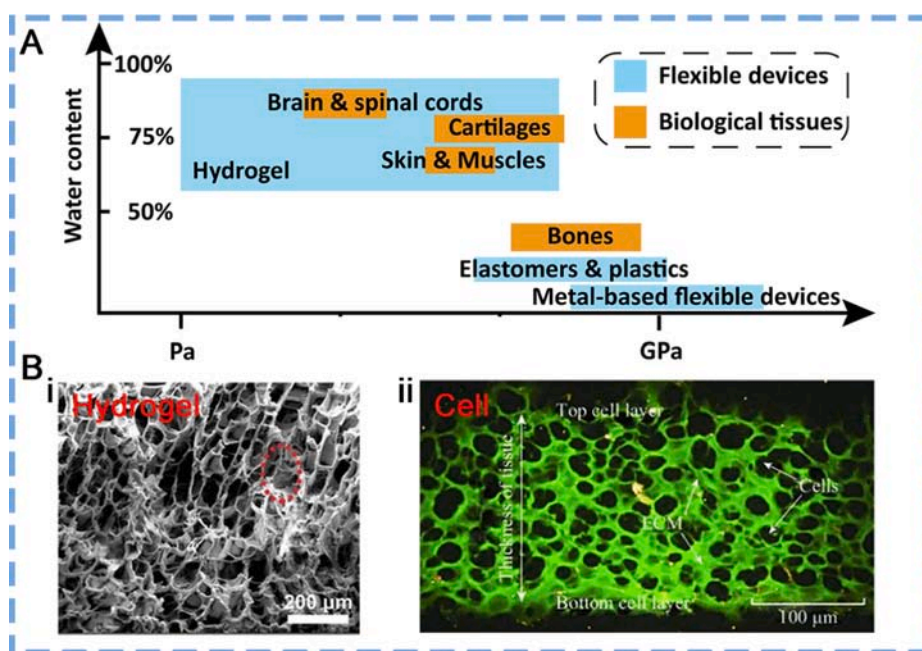 A
100%
Flexible devices
Biological tissues
Brain & spinal cords
75%
Cartilages
Skin & Muscles
Hydrogel
Water content
50%
Bones
Elastomers & plastics
Metal-based flexible devices
Pa
GPa
B
i
Hydrogel
200 µm
ii
Cell
Top cell layer
Thickness of tissue
Cells
ECM
Bottom cell layer
100 µm